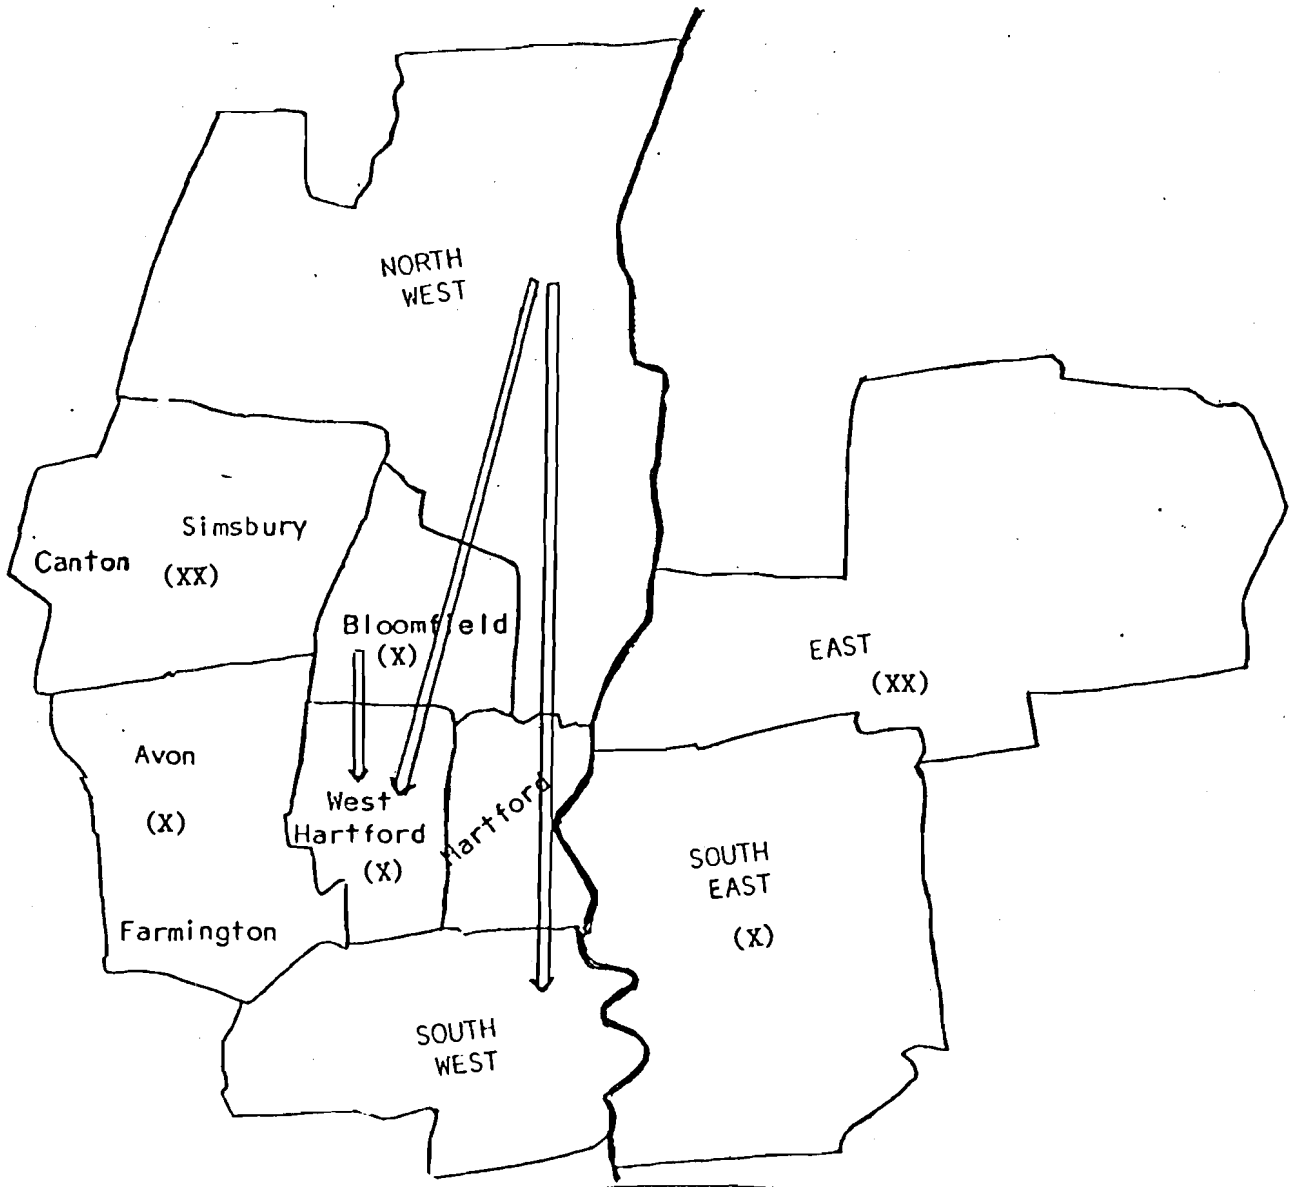 NORTH
WEST
Simsbury
Canton (XX)
Bloomfield
(X)
EAST
(XX)
Avon
(X)
West
Hartford
(X)
Hartford
SOUTH
EAST
(X)
Farmington
SOUTH
WEST